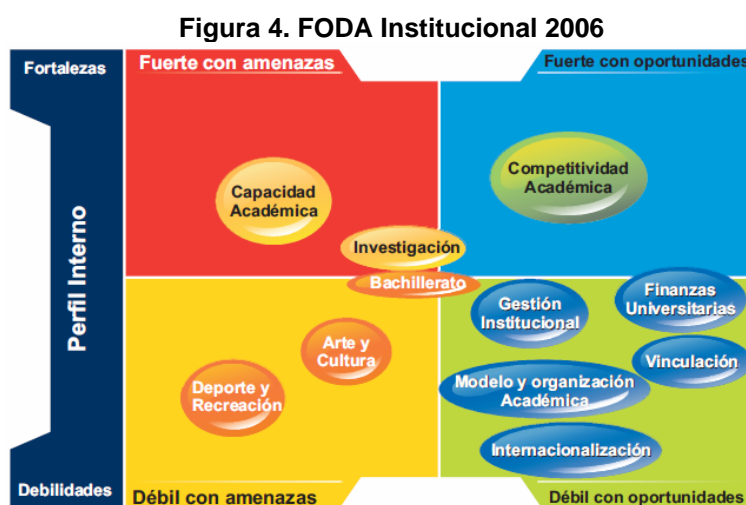 Figura 4. FODA Institucional 2006
Fortalezas
Fuerte con amenazas
Fuerte con oportunidades
Perfil Interno
Capacidad
Académica
Competitividad
Académica
Investigación
Bachillerato
Gestión
Institucional
Finanzas
Universitarias
Arte y
Cultura
Vinculación
Deporte y
Recreación
Modelo y organización
Académica
Internacionalización
Debilidades
Débil con amenazas
Débil con oportunidades